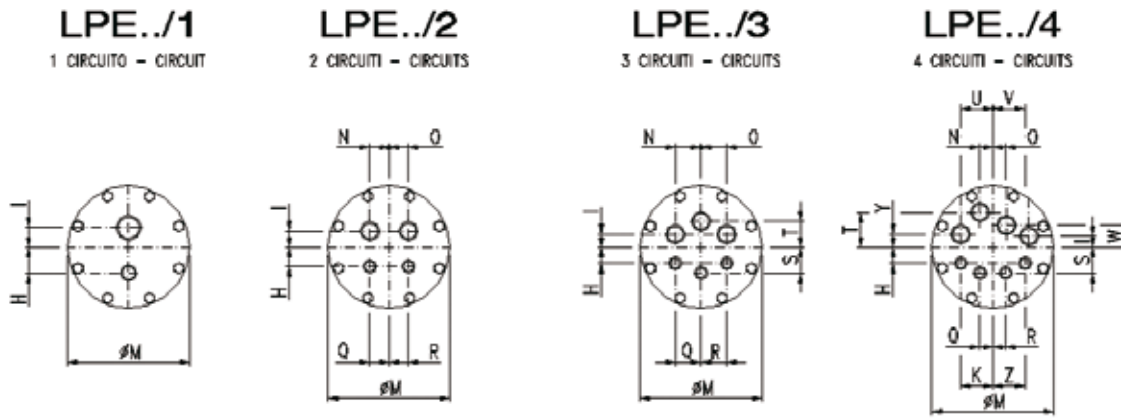 LPE../1 LPE../2 LPE../3 LPE../4
1 CIRCUITO - CIRCUIT 2 CIRCUITI - CIRCUITS 3 CIRCUITI - CIRCUITS 4 CIRCUITI - CIRCUITS
U V
N O N O N O
I I I T T Y I W
H H H S H S
Q R Q R Q R
K Z
ØM ØM ØM ØM